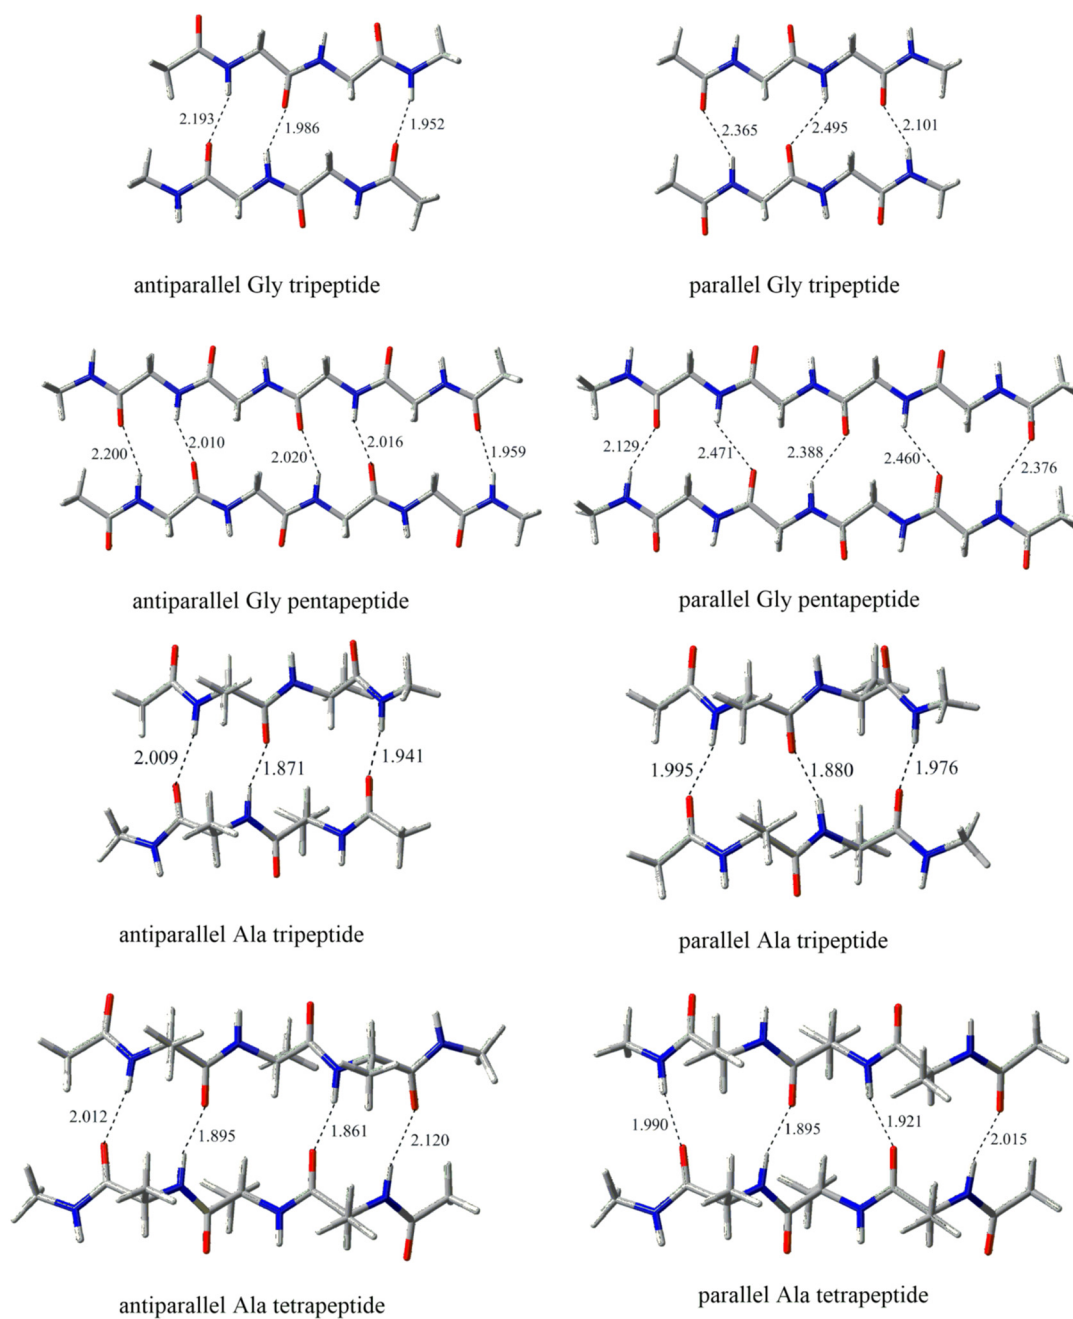 2.193 1.986 1.952
2.365 2.495 2.101
antiparallel Gly tripeptide
parallel Gly tripeptide
2.200 2.010 2.020 2.016 1.959
2.129 2.471 2.388 2.460 2.376
antiparallel Gly pentapeptide
parallel Gly pentapeptide
2.009 1.871 1.941
1.995 1.880 1.976
antiparallel Ala tripeptide
parallel Ala tripeptide
2.012 1.895 1.861 2.120
1.990 1.895 1.921 2.015
antiparallel Ala tetrapeptide
parallel Ala tetrapeptide